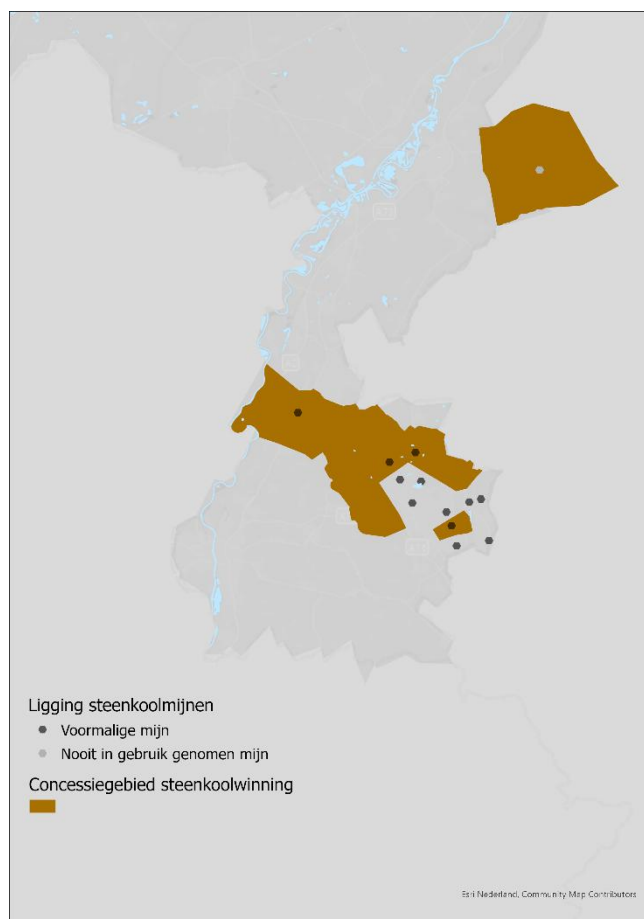 Ligging steenkoolmijnen
Voormalige mijn
Nooit in gebruik genomen mijn
Concessiegebied steenkoolwinning
Esri Nederland, Community Map Contributors